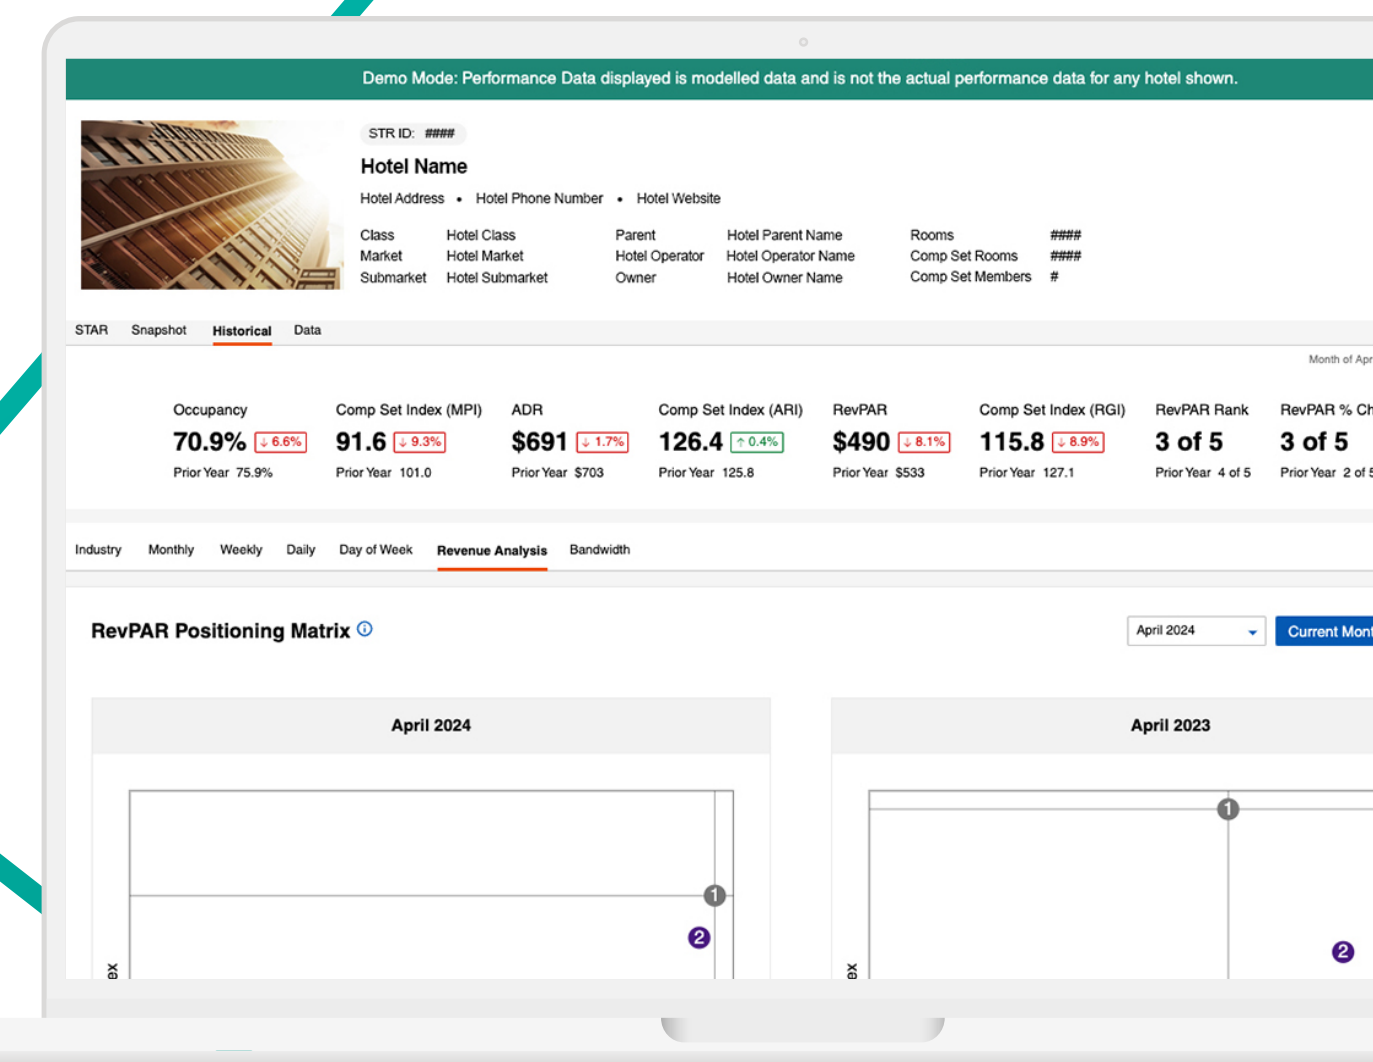 Demo Mode: Performance Data displayed is modelled data and is not the actual performance data for any hotel shown.
STR ID: ####
Hotel Name
Hotel Address • Hotel Phone Number • Hotel Website
Class Hotel Class Parent Hotel Parent Name Rooms ####
Market Hotel Market Hotel Operator Hotel Operator Name Comp Set Rooms ####
Submarket Hotel Submarket Owner Hotel Owner Name Comp Set Members #
STAR Snapshot Historical Data
Month of Apr
Occupancy Comp Set Index (MPI) ADR Comp Set Index (ARI) RevPAR Comp Set Index (RGI) RevPAR Rank RevPAR % Ch
70.9% ↓ 6.6% 91.6 ↓ 9.3% $691 ↓ 1.7% 126.4 ↑ 0.4% $490 ↓ 8.1% 115.8 ↓ 8.9% 3 of 5 3 of 5
Prior Year 75.9% Prior Year 101.0 Prior Year $703 Prior Year 125.8 Prior Year $533 Prior Year 127.1 Prior Year 4 of 5 Prior Year 2 of 5
Industry Monthly Weekly Daily Day of Week Revenue Analysis Bandwidth
RevPAR Positioning Matrix
April 2024 Current Mont
April 2024 April 2023
1 1
2 2
ex ex